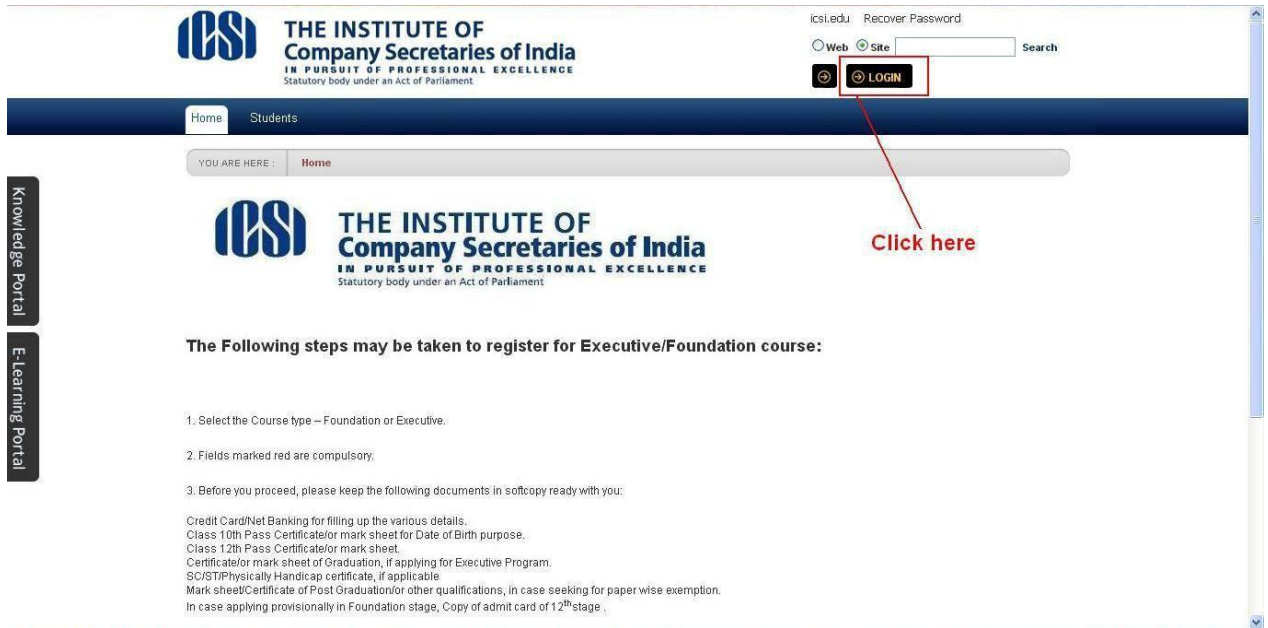 icsi.edu Recover Password
ICSI
THE INSTITUTE OF
Company Secretaries of India
IN PURSUIT OF PROFESSIONAL EXCELLENCE
Statutory body under an Act of Parliament
Web Site Search
LOGIN
Home Students
YOU ARE HERE : Home
Knowledge Portal
E-Learning Portal
ICSI
THE INSTITUTE OF
Company Secretaries of India
IN PURSUIT OF PROFESSIONAL EXCELLENCE
Statutory body under an Act of Parliament
Click here
The Following steps may be taken to register for Executive/Foundation course:
1. Select the Course type – Foundation or Executive.
2. Fields marked red are compulsory.
3. Before you proceed, please keep the following documents in softcopy ready with you:
Credit Card/Net Banking for filling up the various details.
Class 10th Pass Certificate/or mark sheet for Date of Birth purpose.
Class 12th Pass Certificate/or mark sheet.
Certificate/or mark sheet of Graduation, if applying for Executive Program.
SC/ST/Physically Handicap certificate, if applicable
Mark sheet/Certificate of Post Graduation/or other qualifications, in case seeking for paper wise exemption.
In case applying provisionally in Foundation stage, Copy of admit card of 12th stage .